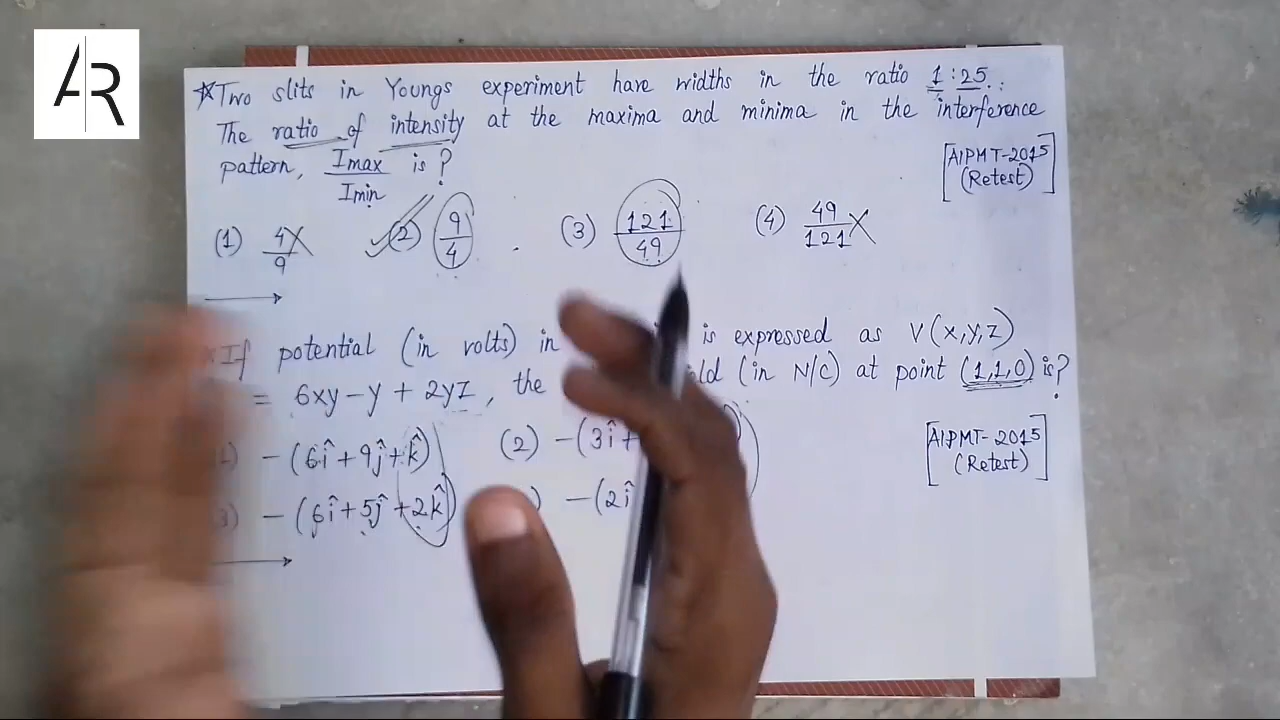 AR
*Two slits in Youngs experiment have widths in the ratio 1:25.
The ratio of intensity at the maxima and minima in the interference
pattern, Imax/Imin is?
[AIPMT-2015 (Retest)]
(1) 4/9 (2) 9/4 (3) 121/49 (4) 49/121
If potential (in volts) in is expressed as V(x,y,z)
= 6xy-y+2yz, the (in N/C) at point (1,1,0) is?
[AIPMT-2015 (Retest)]
-(6î+9ĵ+k̂) (2) -(3î+
-(6î+5ĵ+2k̂) -(2î